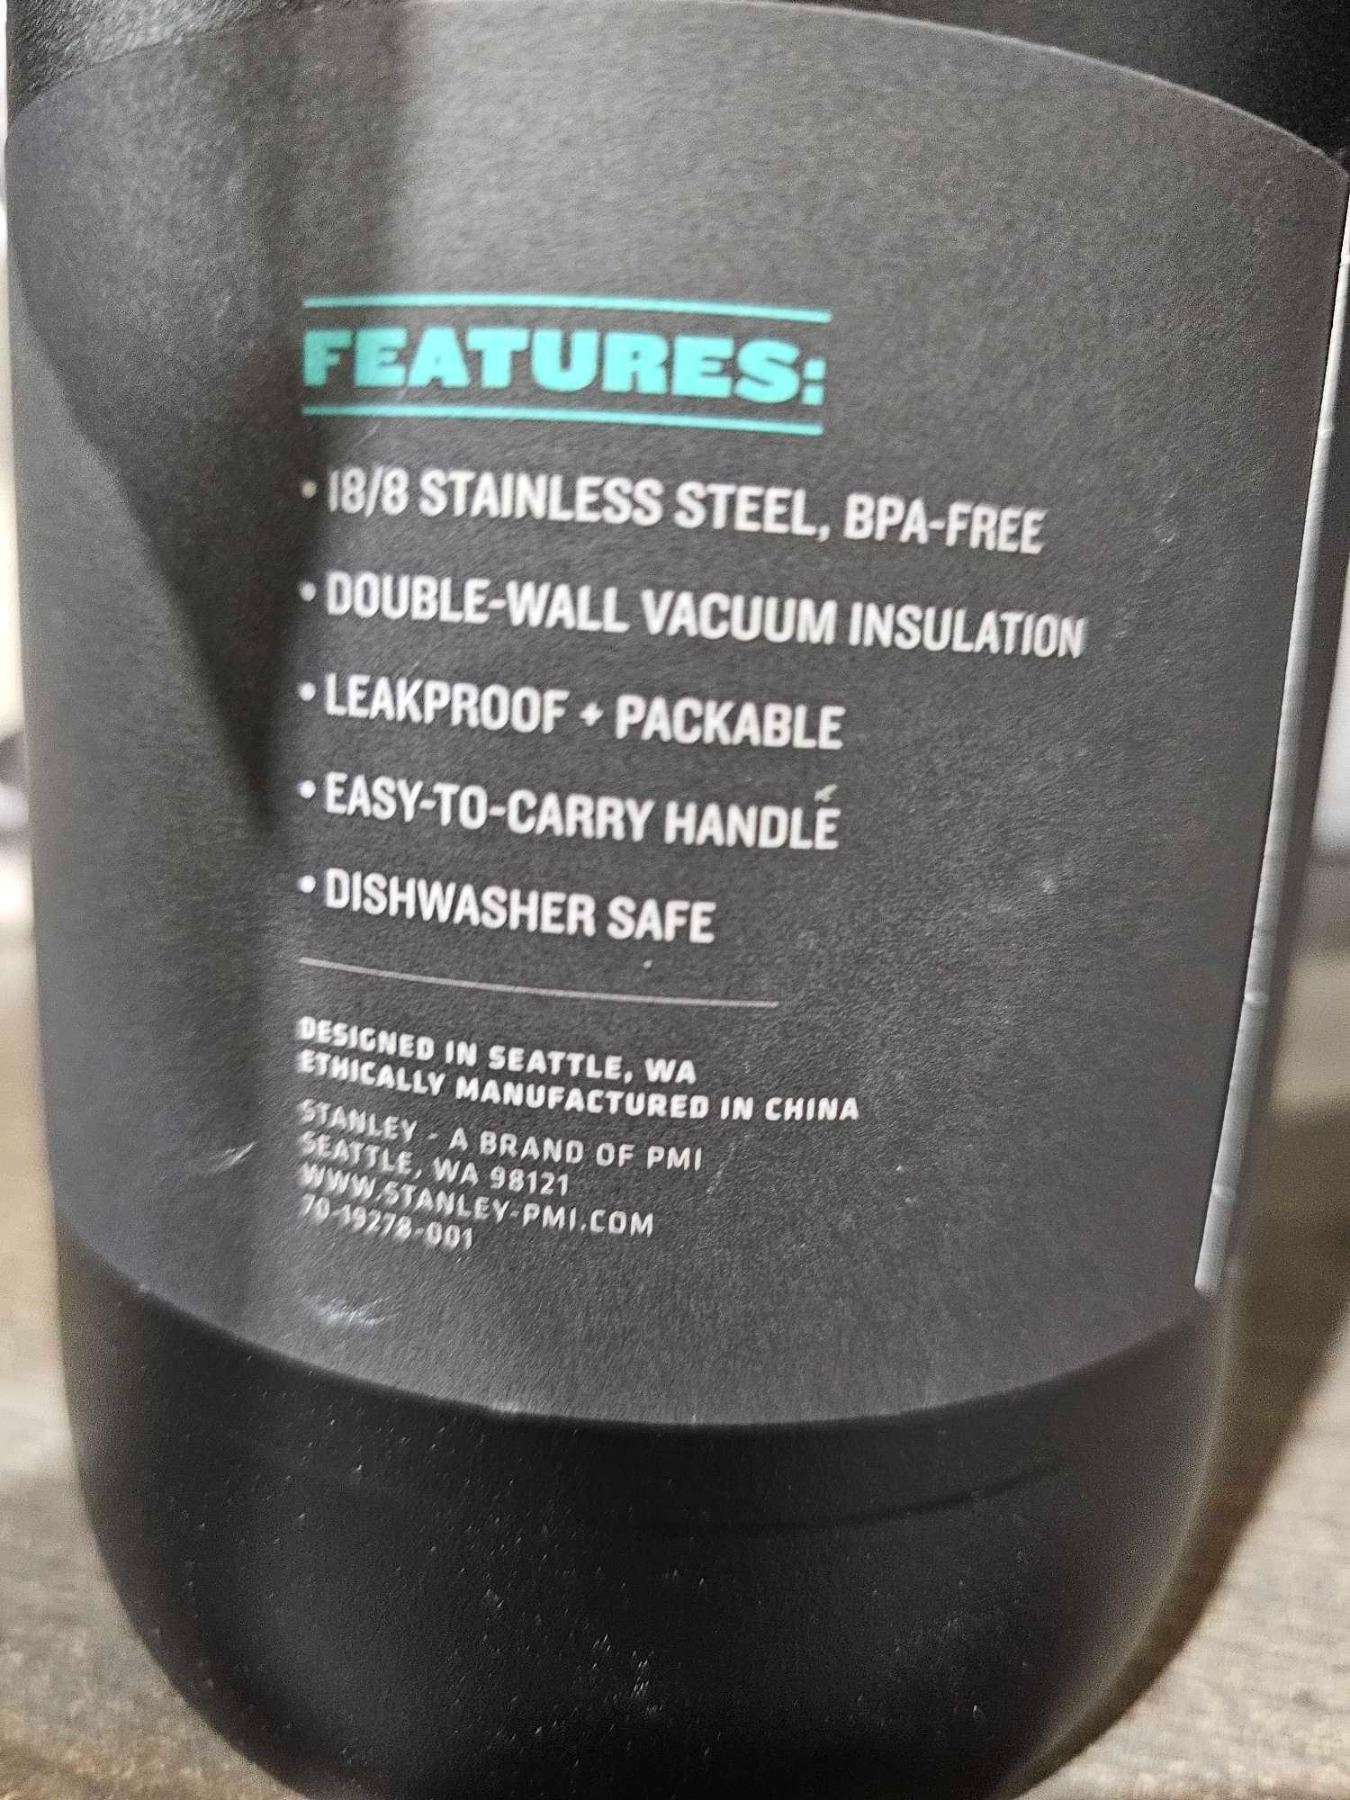 FEATURES:
• 18/8 STAINLESS STEEL, BPA-FREE
• DOUBLE-WALL VACUUM INSULATION
• LEAKPROOF + PACKABLE
• EASY-TO-CARRY HANDLE
• DISHWASHER SAFE
DESIGNED IN SEATTLE, WA
ETHICALLY MANUFACTURED IN CHINA
STANLEY - A BRAND OF PMI
SEATTLE, WA 98121
WWW.STANLEY-PMI.COM
70-19278-001